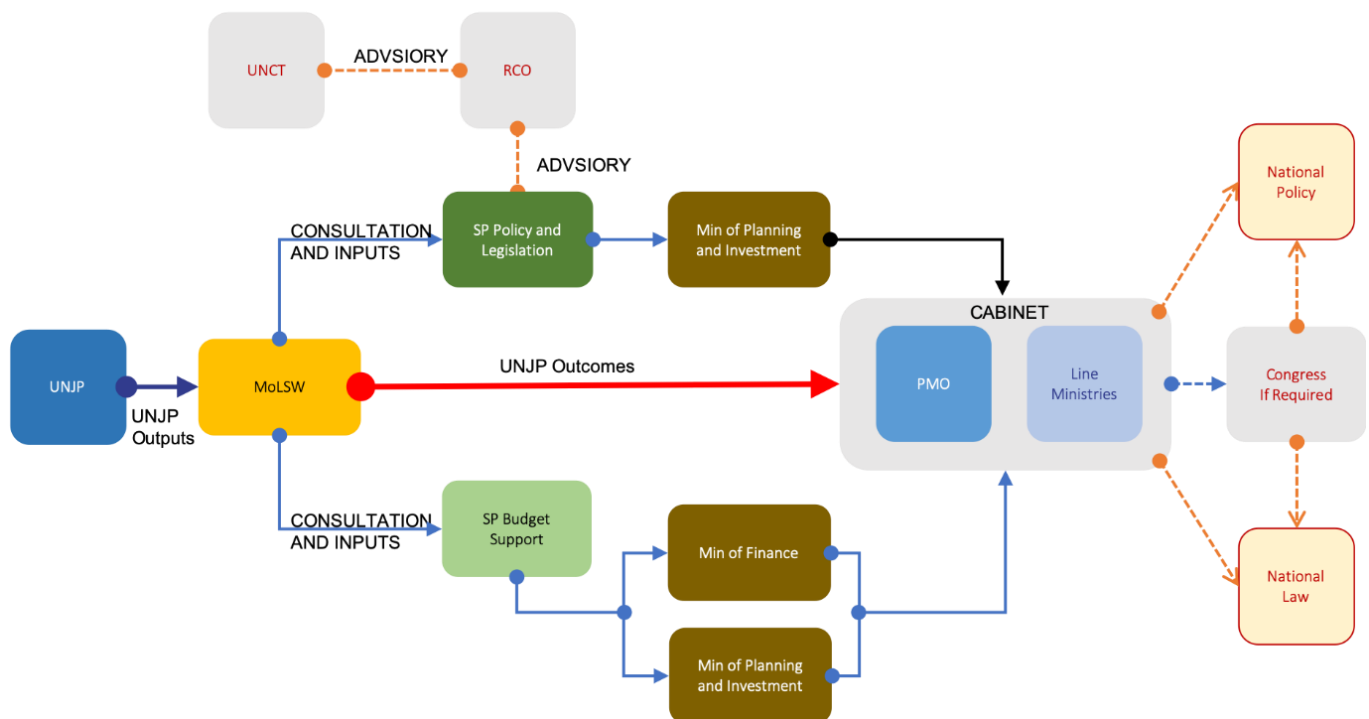 ADVSIORY
UNCT
RCO
ADVSIORY
National
Policy
CONSULTATION
AND INPUTS
SP Policy and
Legislation
Min of Planning
and Investment
CABINET
UNJP
UNJP
Outputs
MoLSW
UNJP Outcomes
PMO
Line
Ministries
Congress
If Required
CONSULTATION
AND INPUTS
SP Budget
Support
Min of Finance
National
Law
Min of Planning
and Investment